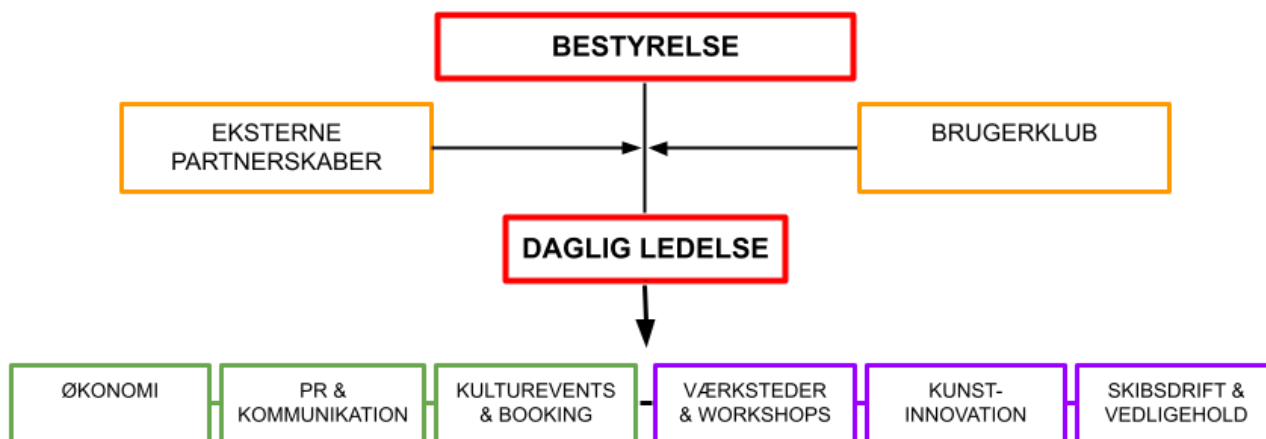 BESTYRELSE
EKSTERNE
PARTNERSKABER
BRUGERKLUB
DAGLIG LEDELSE
ØKONOMI
PR &
KOMMUNIKATION
KULTUREVENTS
& BOOKING
VÆRKSTEDER
& WORKSHOPS
KUNST-
INNOVATION
SKIBSDRIFT &
VEDLIGEHOLD